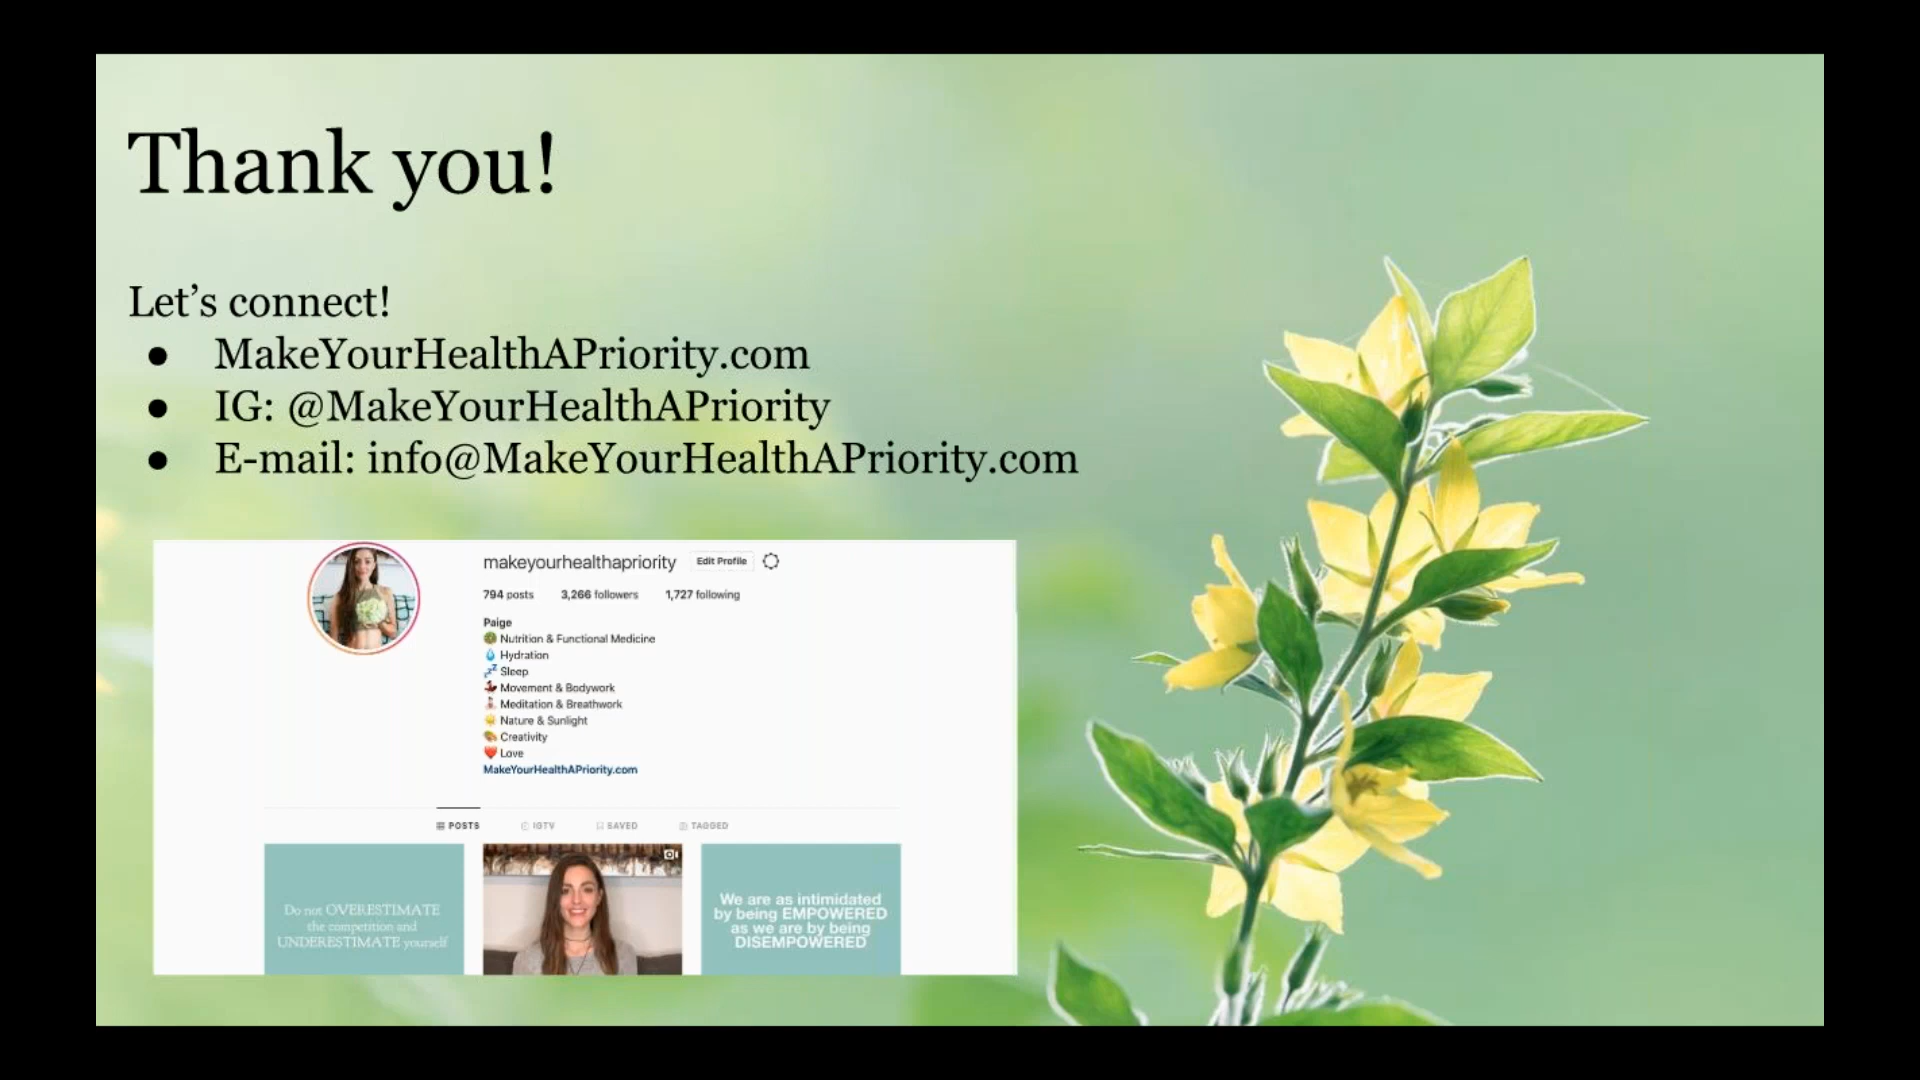 Thank you!
Let’s connect!
● MakeYourHealthAPriority.com
● IG: @MakeYourHealthAPriority
● E-mail: info@MakeYourHealthAPriority.com
makeyourhealthapriority Edit Profile
794 posts 3,266 followers 1,727 following
Paige
Nutrition & Functional Medicine
Hydration
Sleep
Movement & Bodywork
Meditation & Breathwork
Nature & Sunlight
Creativity
Love
MakeYourHealthAPriority.com
POSTS IGTV SAVED TAGGED
Do not OVERESTIMATE
the competition and
UNDERESTIMATE yourself
We are as intimidated
by being EMPOWERED
as we are by being
DISEMPOWERED